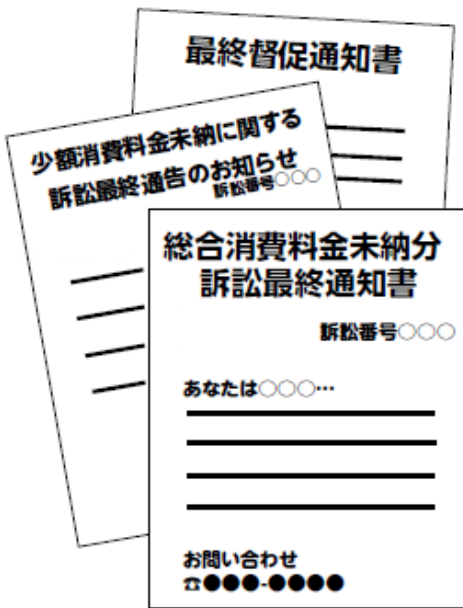 最終督促通知書
少額消費料金未納に関する
訴訟最終通告のお知らせ
訴訟番号○○○
総合消費料金未納分
訴訟最終通知書
訴訟番号○○○
あなたは○○○…
お問い合わせ
☎●●●-●●●●